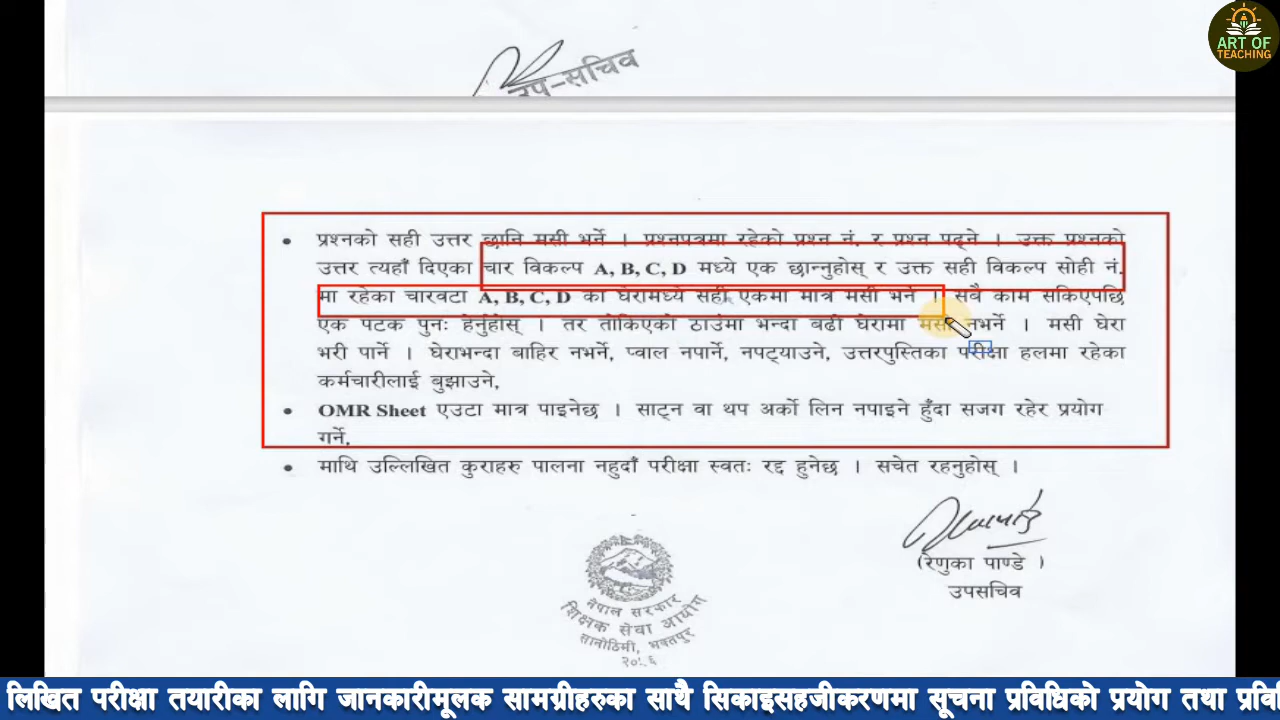 ART OF
TEACHING
उप-सचिव
• प्रश्नको सही उत्तर छानि मसी भर्ने । प्रश्नपत्रमा रहेको प्रश्न नं. र प्रश्न पढ्ने । उक्त प्रश्नको
उत्तर त्यहाँ दिएका चार विकल्प A, B, C, D मध्ये एक छान्नुहोस् र उक्त सही विकल्प सोही नं.
मा रहेका चारवटा A, B, C, D का घेरामध्ये सही एकमा मात्र मसी भर्ने । सबै काम सकिएपछि
एक पटक पुनः हेर्नुहोस् । तर तोकिएको ठाउँमा भन्दा बढी घेरामा मसी नभर्ने । मसी घेरा
भरी पार्ने । घेराभन्दा बाहिर नभर्ने, प्वाल नपार्ने, नपट्याउने, उत्तरपुस्तिका परीक्षा हलमा रहेका
कर्मचारीलाई बुझाउने,
• OMR Sheet एउटा मात्र पाइनेछ । साट्न वा थप अर्को लिन नपाइने हुँदा सजग रहेर प्रयोग
गर्ने,
• माथि उल्लिखित कुराहरु पालना नहुदाँ परीक्षा स्वतः रद्द हुनेछ । सचेत रहनुहोस् ।
(रेणुका पाण्डे )
उपसचिव
नेपाल सरकार
शिक्षक सेवा आयोग
सानोठिमी, भक्तपुर
लिखित परीक्षा तयारीका लागि जानकारीमूलक सामग्रीहरुका साथै सिकाइसहजीकरणमा सूचना प्रविधिको प्रयोग तथा प्रवि